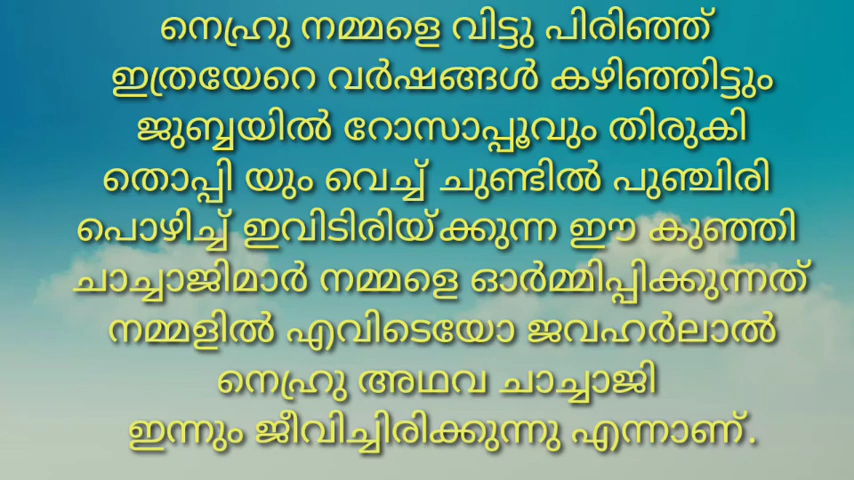 നെഹ്രു നമ്മളെ വിട്ടു പിരിഞ്ഞ്
ഇത്രയേറെ വർഷങ്ങൾ കഴിഞ്ഞിട്ടും
ജുബ്ബയിൽ റോസാപ്പൂവും തിരുകി
തൊപ്പി യും വെച്ച് ചുണ്ടിൽ പുഞ്ചിരി
പൊഴിച്ച് ഇവിടിരിയ്ക്കുന്ന ഈ കുഞ്ഞി
ചാച്ചാജിമാർ നമ്മളെ ഓർമ്മിപ്പിക്കുന്നത്
നമ്മളിൽ എവിടെയോ ജവഹർലാൽ
നെഹ്രു അഥവ ചാച്ചാജി
ഇന്നും ജീവിച്ചിരിക്കുന്നു എന്നാണ്.